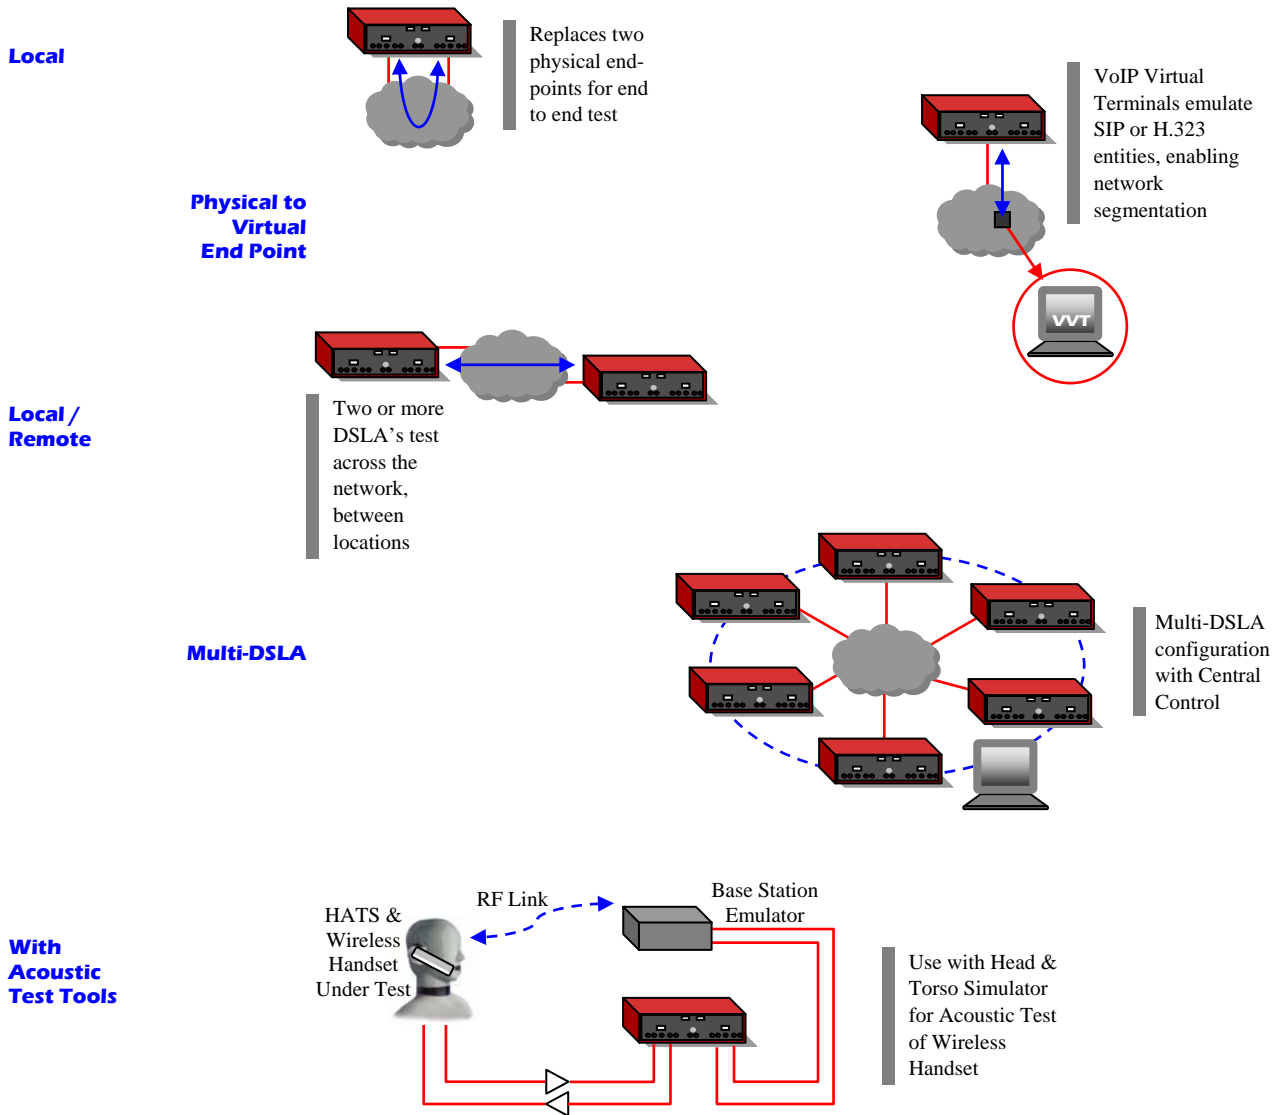 Local
Replaces two
physical end-
points for end
to end test
VoIP Virtual
Terminals emulate
SIP or H.323
entities, enabling
network
segmentation
Physical to
Virtual
End Point
VVT
Local /
Remote
Two or more
DSLA's test
across the
network,
between
locations
Multi-DSLA
Multi-DSLA
configuration
with Central
Control
With
Acoustic
Test Tools
HATS &
Wireless
Handset
Under Test
RF Link
Base Station
Emulator
Use with Head &
Torso Simulator
for Acoustic Test
of Wireless
Handset